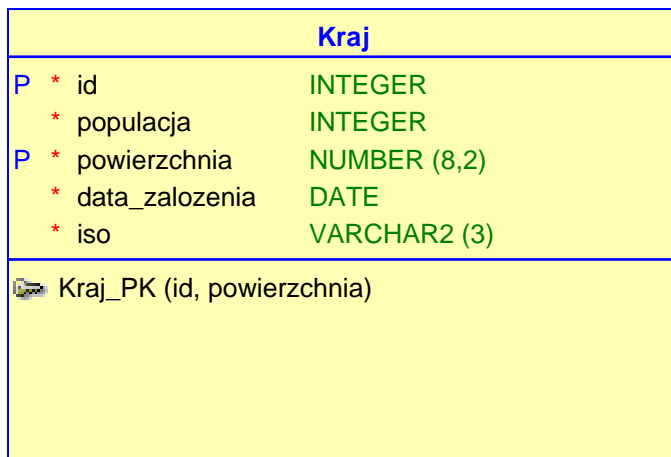 Kraj
P * id INTEGER
* populacja INTEGER
P * powierzchnia NUMBER (8,2)
* data_zalozenia DATE
* iso VARCHAR2 (3)
Kraj_PK (id, powierzchnia)